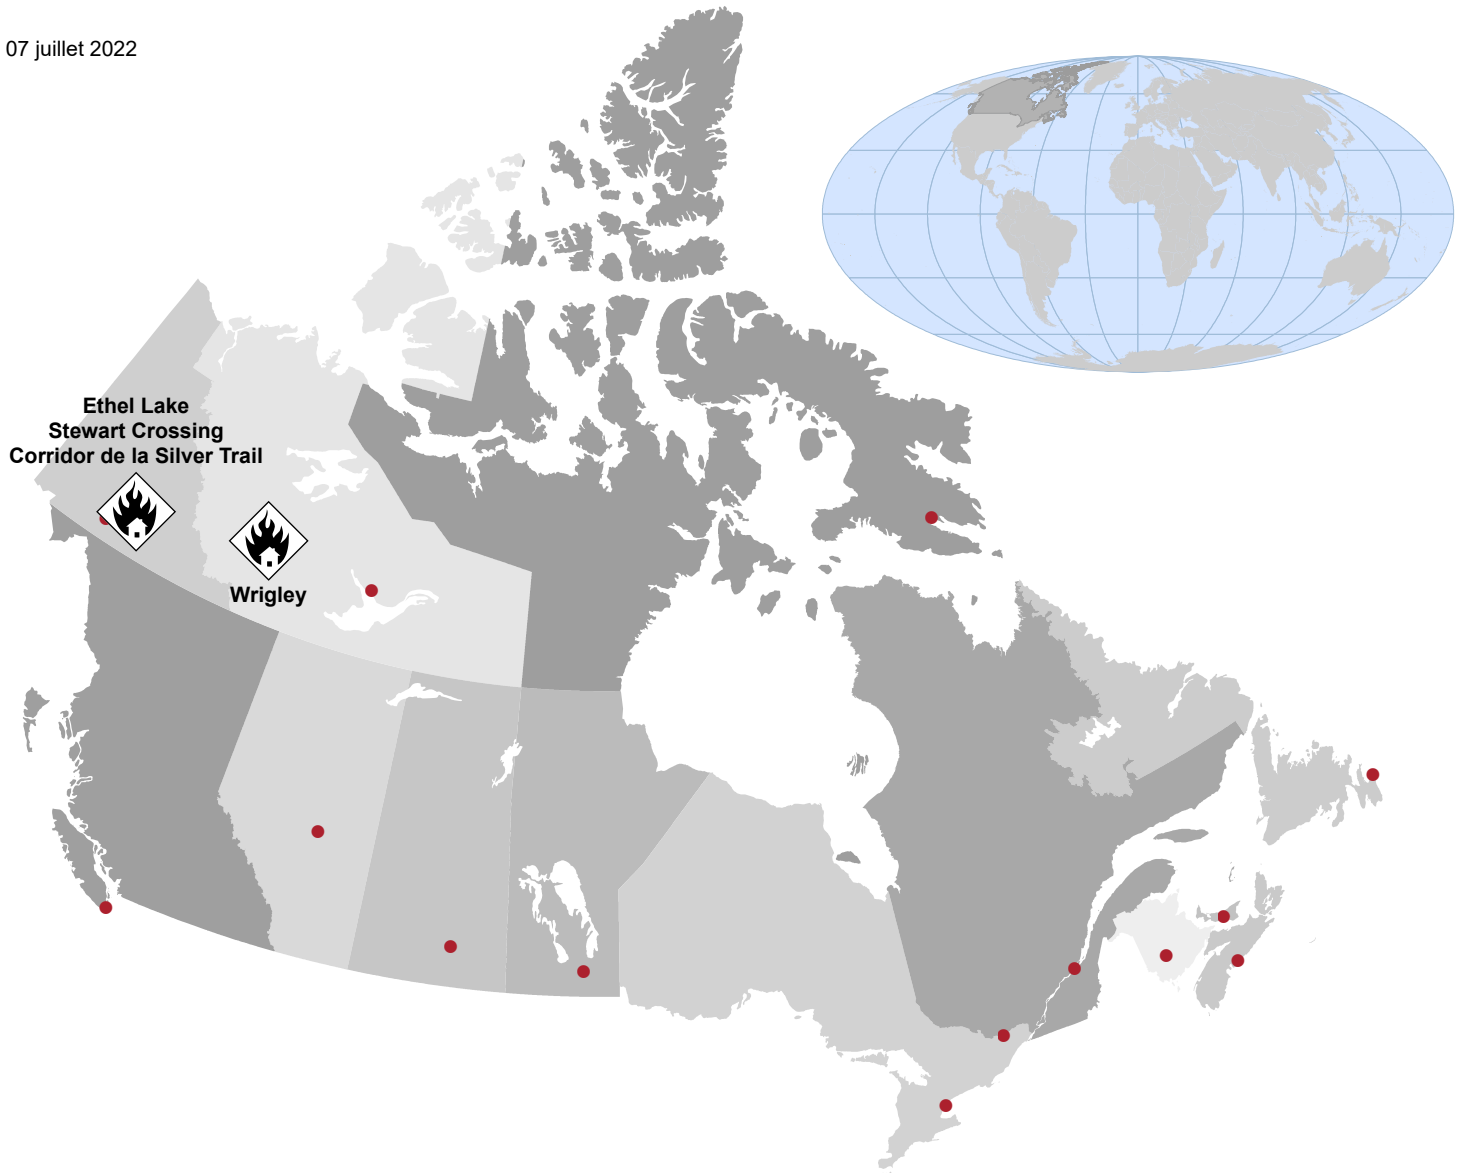 07 juillet 2022
Ethel Lake
Stewart Crossing
Corridor de la Silver Trail
Wrigley